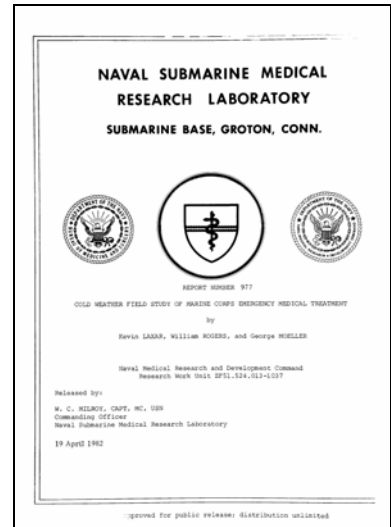 NAVAL SUBMARINE MEDICAL
RESEARCH LABORATORY
SUBMARINE BASE, GROTON, CONN.
REPORT NUMBER 977
COLD WEATHER FIELD STUDY OF MARINE CORPS EMERGENCY MEDICAL TREATMENT
by
Kevin LAXAR, William ROGERS, and George MOELLER
Naval Medical Research and Development Command
Research Work Unit ZF51.524.013-1037
Released by:
W. C. MILROY, CAPT, MC, USN
Commanding Officer
Naval Submarine Medical Research Laboratory
19 April 1982
proved for public release; distribution unlimited